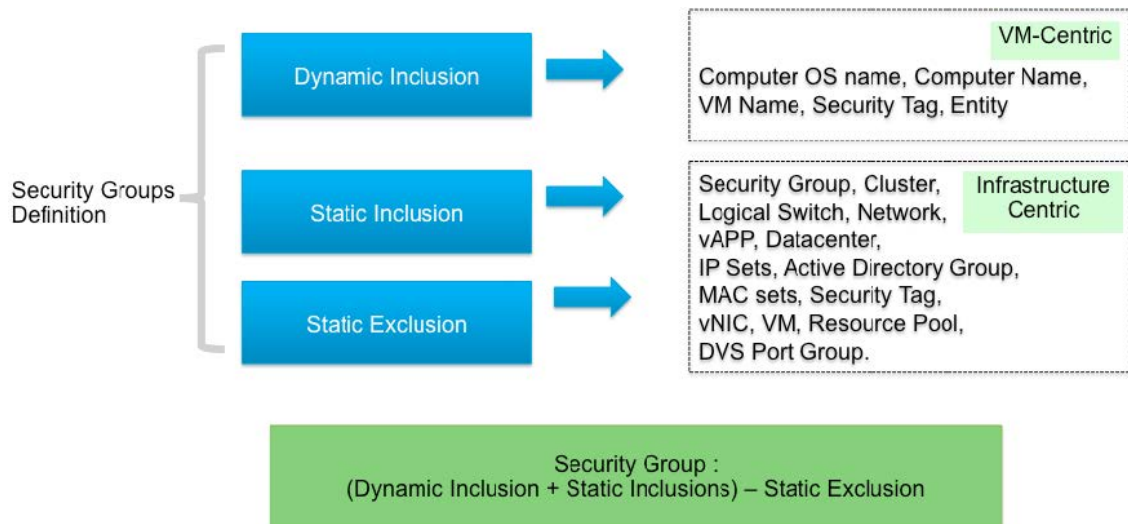 Security Groups
Definition
Dynamic Inclusion
VM-Centric
Computer OS name, Computer Name,
VM Name, Security Tag, Entity
Static Inclusion
Static Exclusion
Infrastructure
Centric
Security Group, Cluster,
Logical Switch, Network,
vAPP, Datacenter,
IP Sets, Active Directory Group,
MAC sets, Security Tag,
vNIC, VM, Resource Pool,
DVS Port Group.
Security Group :
(Dynamic Inclusion + Static Inclusions) – Static Exclusion